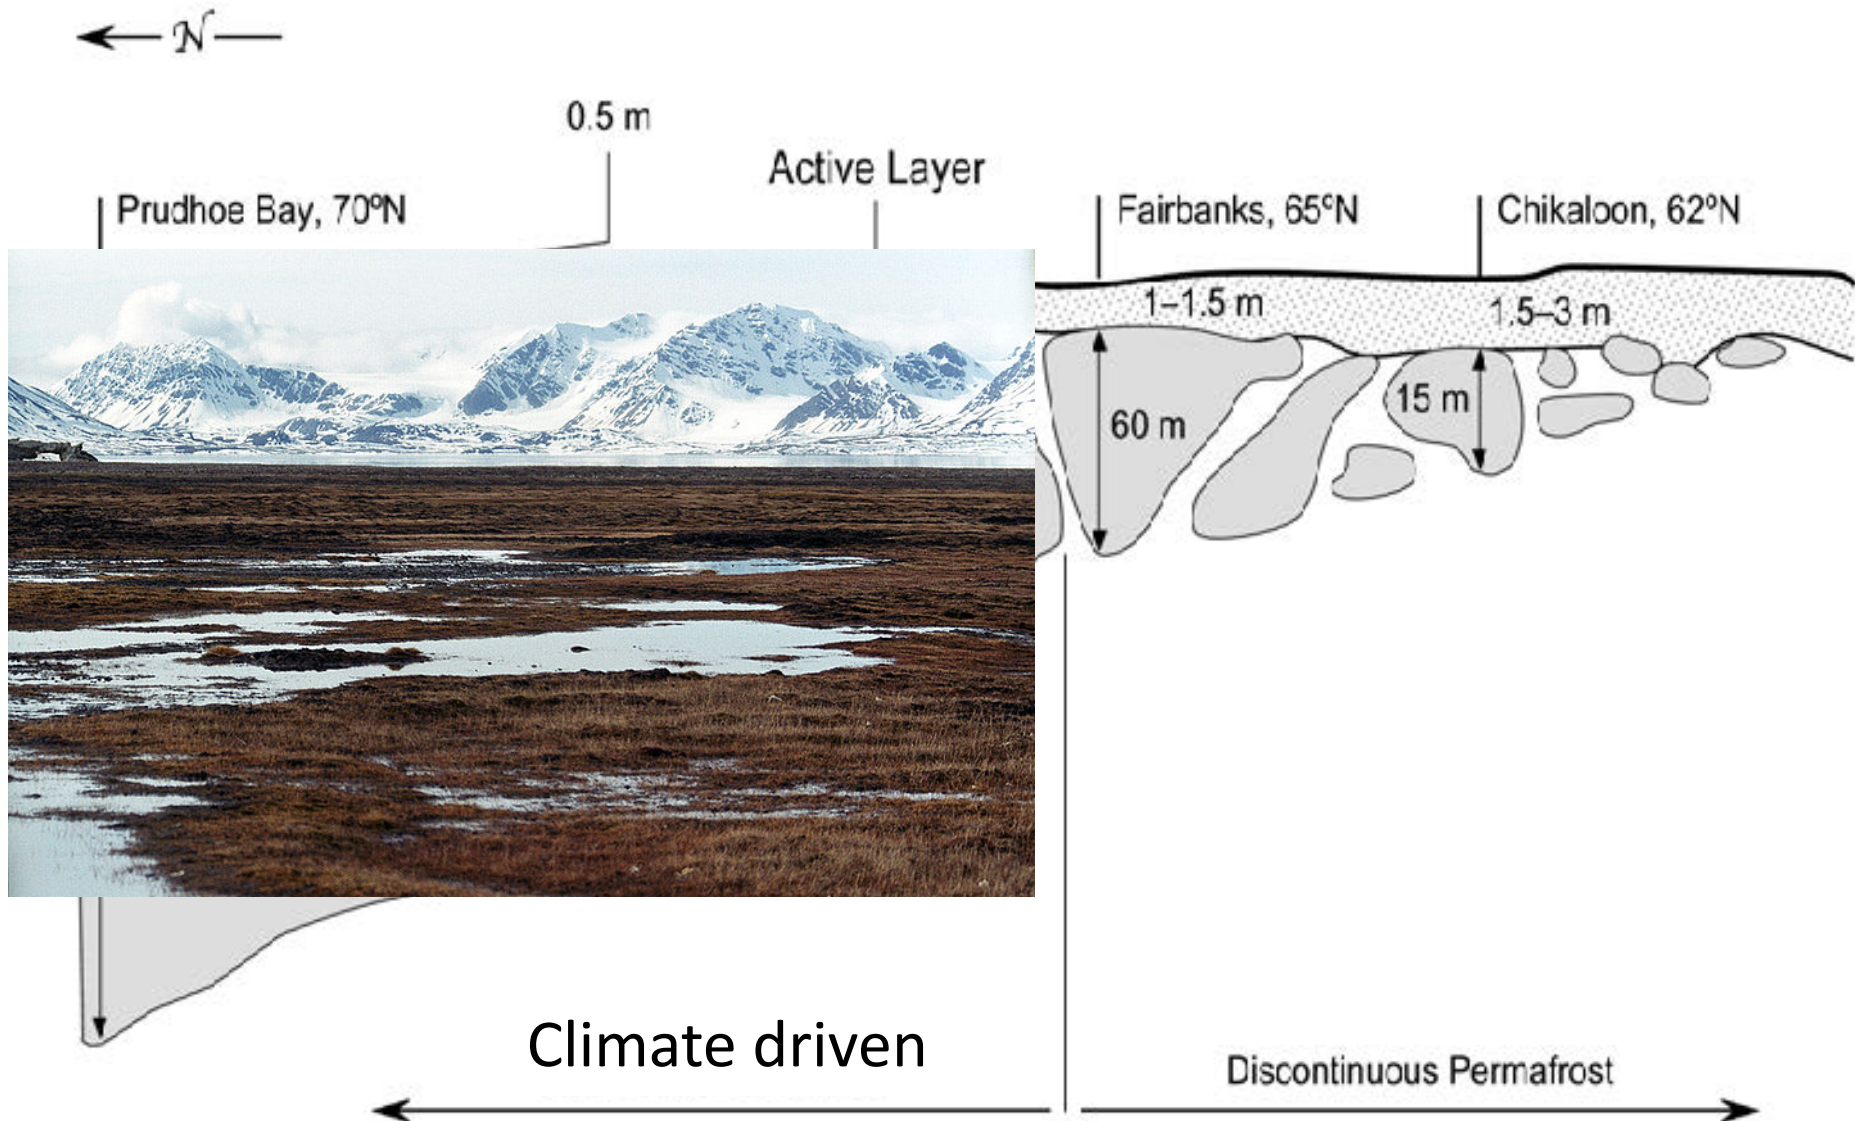 N
0.5 m
Active Layer
Prudhoe Bay, 70ºN
Fairbanks, 65ºN
Chikaloon, 62ºN
1–1.5 m
1.5–3 m
15 m
60 m
Climate driven
Discontinuous Permafrost